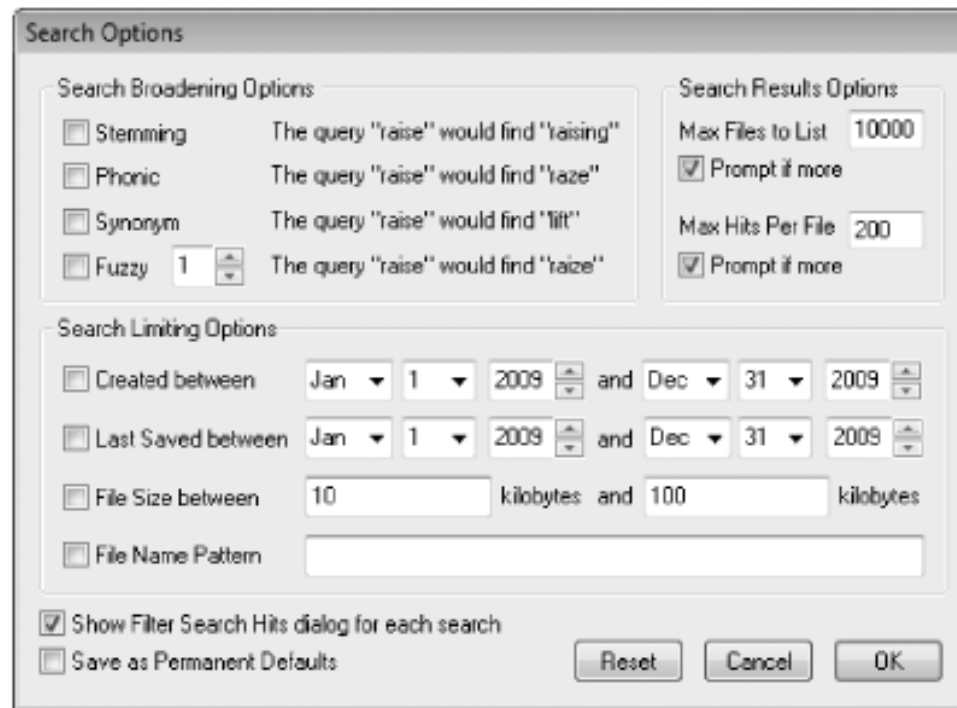 Search Options
Search Broadening Options
Stemming The query "raise" would find "raising"
Phonic The query "raise" would find "raze"
Synonym The query "raise" would find "lift"
Fuzzy 1 The query "raise" would find "raize"
Search Results Options
Max Files to List 10000
Prompt if more
Max Hits Per File 200
Prompt if more
Search Limiting Options
Created between Jan 1 2009 and Dec 31 2009
Last Saved between Jan 1 2009 and Dec 31 2009
File Size between 10 kilobytes and 100 kilobytes
File Name Pattern
Show Filter Search Hits dialog for each search
Save as Permanent Defaults
Reset Cancel OK